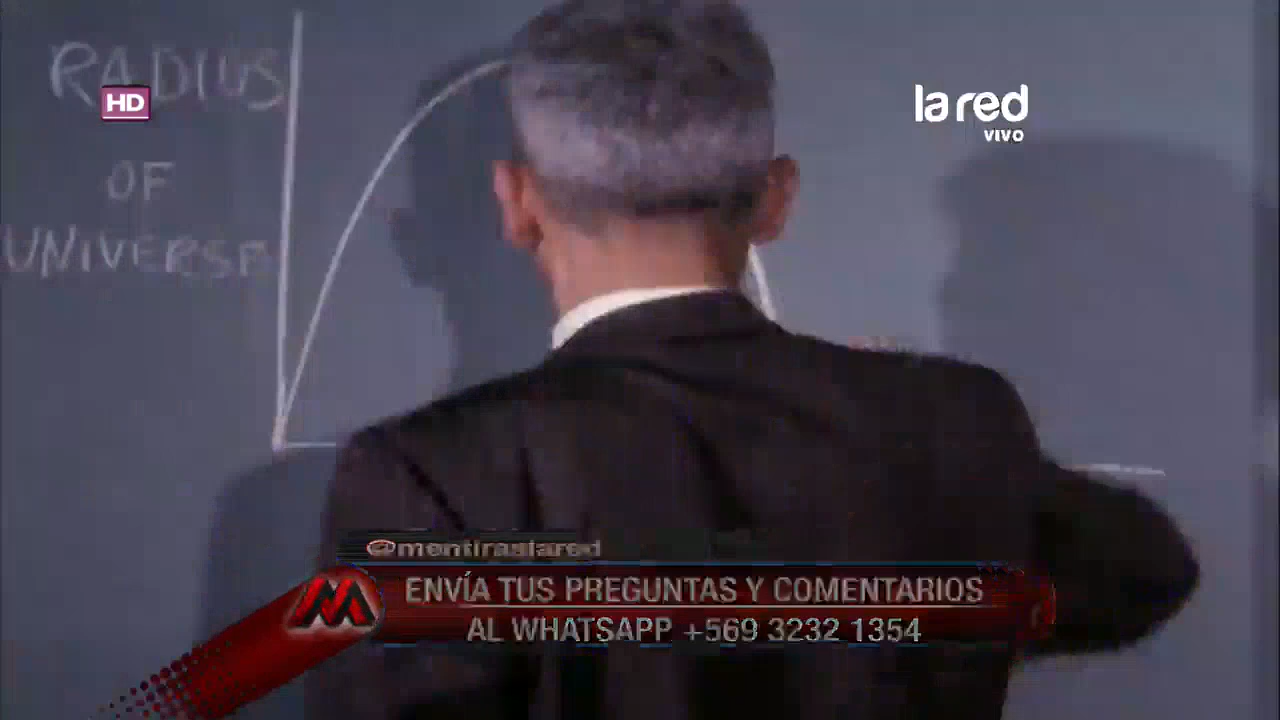 RADIUS
OF
UNIVERSE
HD
la red
VIVO
@mentiraslared
ENVÍA TUS PREGUNTAS Y COMENTARIOS
AL WHATSAPP +569 3232 1354